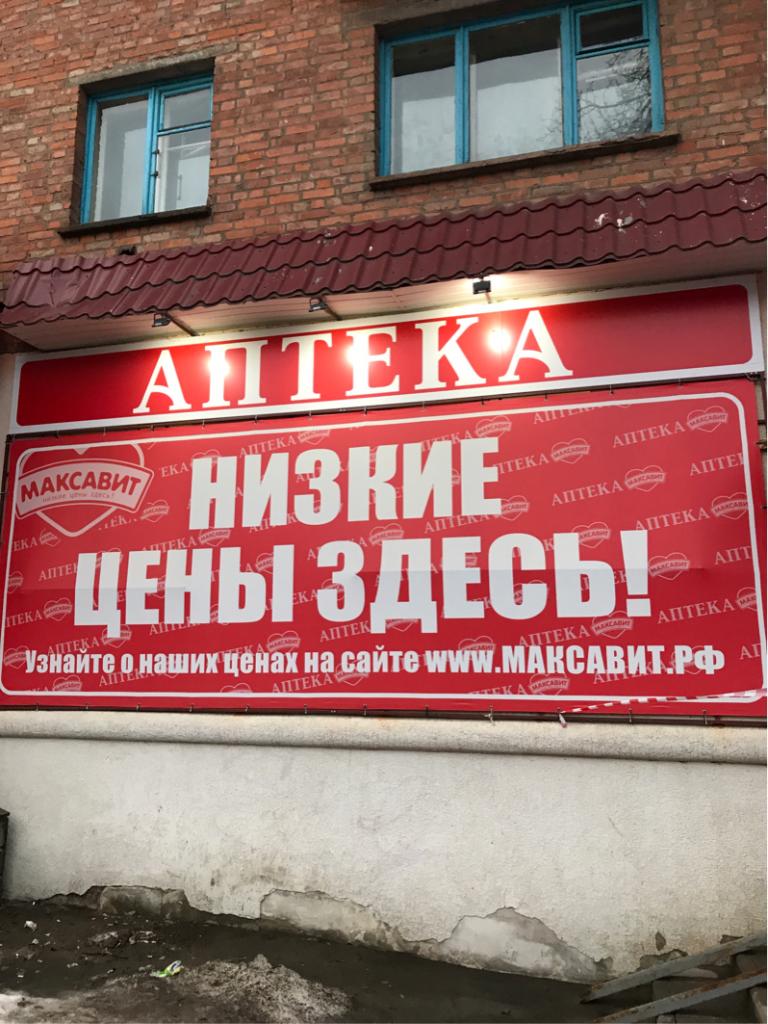 АПТЕКА
МАКСАВИТ
НИЗКИЕ ЦЕНЫ ЗДЕСЬ!
НИЗКИЕ
ЦЕНЫ ЗДЕСЬ!
Узнайте о наших ценах на сайте www.МАКСАВИТ.РФ